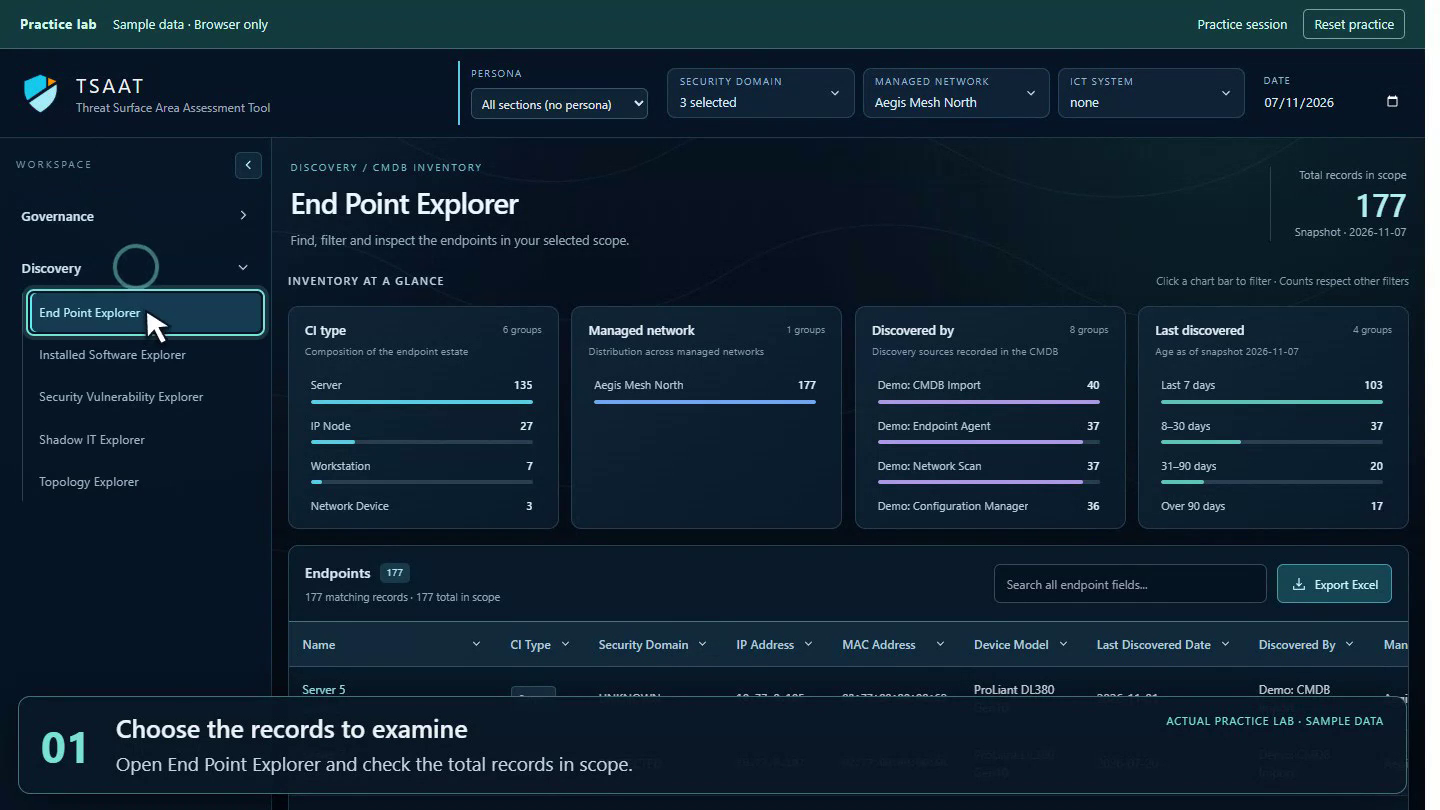 Practice lab Sample data · Browser only Practice session Reset practice
TSAAT
Threat Surface Area Assessment Tool
PERSONA
All sections (no persona)
SECURITY DOMAIN
3 selected
MANAGED NETWORK
Aegis Mesh North
ICT SYSTEM
none
DATE
07/11/2026
WORKSPACE
Governance
Discovery
End Point Explorer
Installed Software Explorer
Security Vulnerability Explorer
Shadow IT Explorer
Topology Explorer
DISCOVERY / CMDB INVENTORY
End Point Explorer
Find, filter and inspect the endpoints in your selected scope.
Total records in scope
177
Snapshot · 2026-11-07
INVENTORY AT A GLANCE
Click a chart bar to filter · Counts respect other filters
CI type 6 groups
Composition of the endpoint estate
Server 135
IP Node 27
Workstation 7
Network Device 3
Managed network 1 groups
Distribution across managed networks
Aegis Mesh North 177
Discovered by 8 groups
Discovery sources recorded in the CMDB
Demo: CMDB Import 40
Demo: Endpoint Agent 37
Demo: Network Scan 37
Demo: Configuration Manager 36
Last discovered 4 groups
Age as of snapshot 2026-11-07
Last 7 days 103
8–30 days 37
31–90 days 20
Over 90 days 17
Endpoints 177
177 matching records · 177 total in scope
Search all endpoint fields...
Export Excel
Name CI Type Security Domain IP Address MAC Address Device Model Last Discovered Date Discovered By Man
Server 5 ProLiant DL380 Demo: CMDB
01
Choose the records to examine
Open End Point Explorer and check the total records in scope.
ACTUAL PRACTICE LAB · SAMPLE DATA